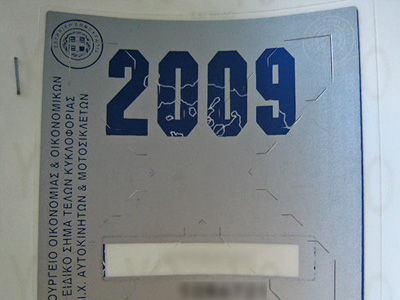 2009
ΟΥΡΓΕΙΟ ΟΙΚΟΝΟΜΙΑΣ & ΟΙΚΟΝΟΜΙΚΩΝ
ΕΙΔΙΚΟ ΣΗΜΑ ΤΕΛΩΝ ΚΥΚΛΟΦΟΡΙΑΣ
Ι.Χ. ΑΥΤΟΚΙΝΗΤΩΝ & ΜΟΤΟΣΙΚΛΕΤΩΝ